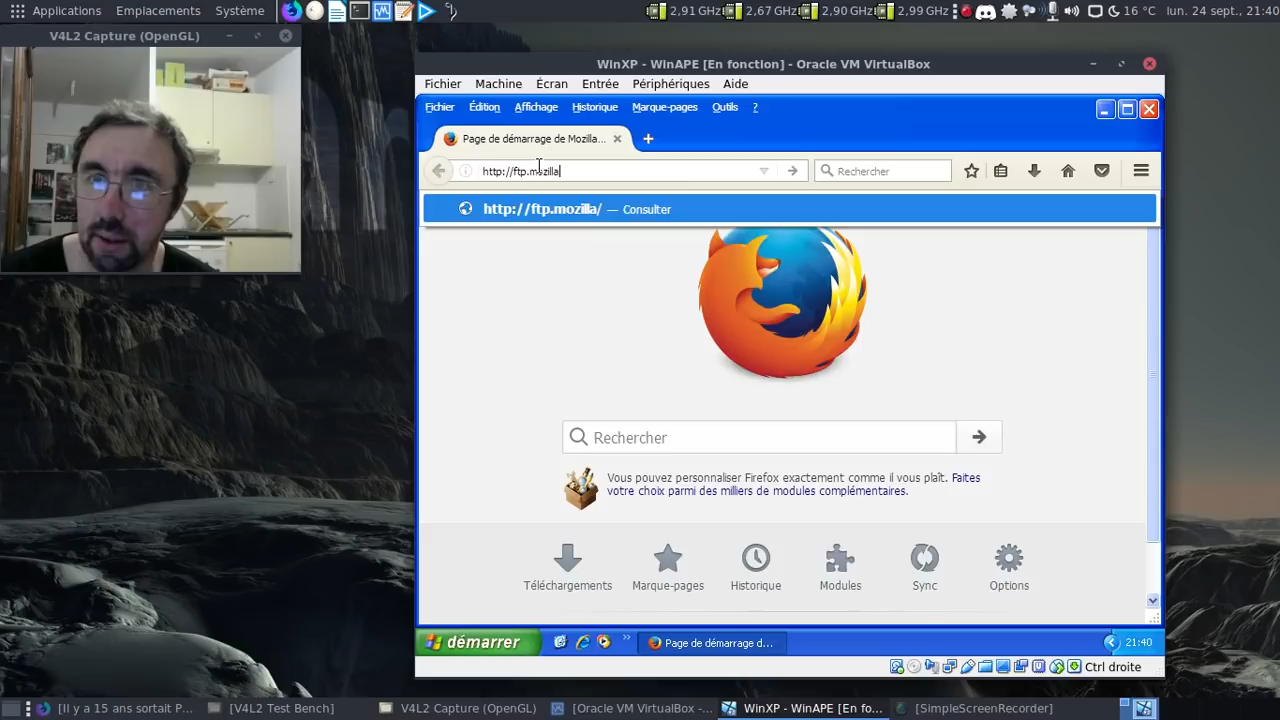 Applications Emplacements Système 2,91 GHz 2,67 GHz 2,90 GHz 2,99 GHz 16 °C lun. 24 sept., 21:40
V4L2 Capture (OpenGL)
WinXP - WinAPE [En fonction] - Oracle VM VirtualBox
Fichier Machine Écran Entrée Périphériques Aide
Fichier Édition Affichage Historique Marque-pages Outils ?
Page de démarrage de Mozilla...
http://ftp.mozilla Rechercher
http://ftp.mozilla/ — Consulter
Rechercher
Vous pouvez personnaliser Firefox exactement comme il vous plaît. Faites
votre choix parmi des milliers de modules complémentaires.
Téléchargements Marque-pages Historique Modules Sync Options
démarrer Page de démarrage d... 21:40
Ctrl droite
[Il y a 15 ans sortait P... [V4L2 Test Bench] V4L2 Capture (OpenGL) [Oracle VM VirtualBox -... WinXP - WinAPE [En fo... [SimpleScreenRecorder]